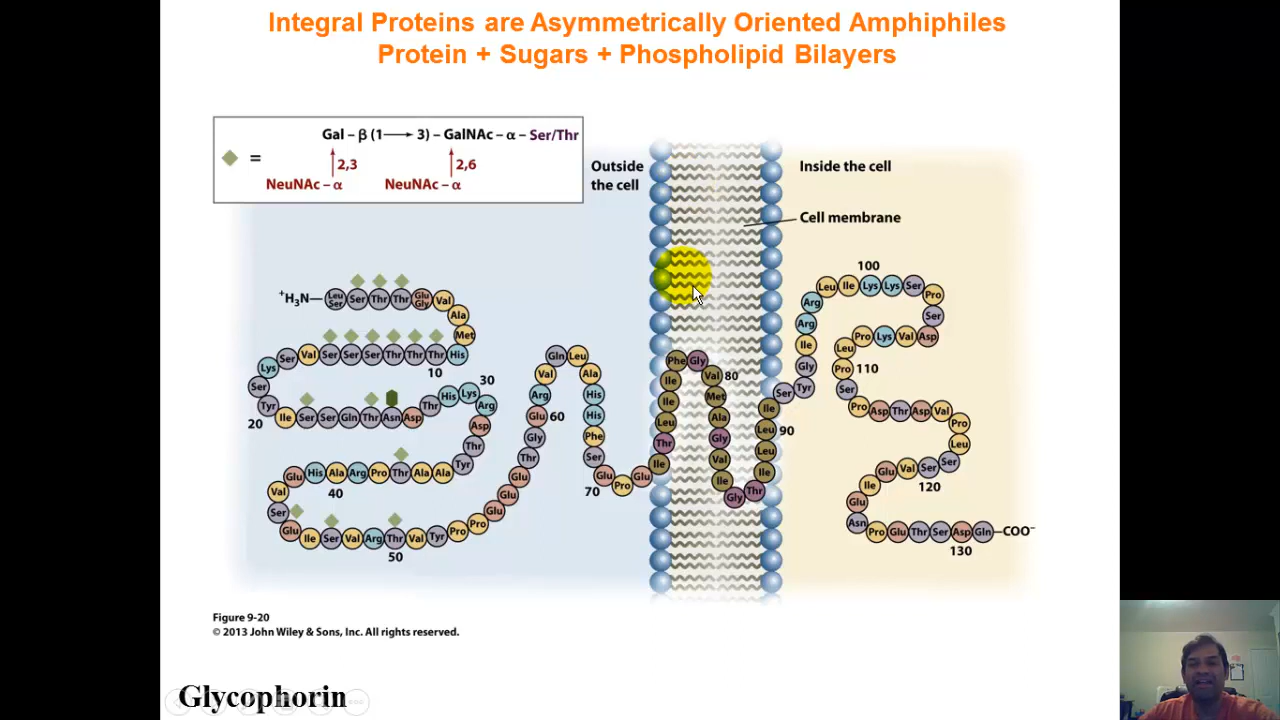 Integral Proteins are Asymmetrically Oriented Amphiphiles
Protein + Sugars + Phospholipid Bilayers
Gal – β (1 → 3) – GalNAc – α – Ser/Thr
=
2,3 2,6
NeuNAc – α NeuNAc – α
Outside
the cell
Inside the cell
Cell membrane
⁺H₃N— Leu Ser Ser Thr Thr Glu Gly Val
Ala
Met
Lys Ser Val Ser Ser Ser Thr Thr Thr His
10
Ser
Tyr
20
Ile Ser Ser Gln Thr Asn Asp Thr His Lys Arg
30
Asp
Thr
Tyr
Glu His Ala Arg Pro Thr Ala Ala
40
Val
Ser
Glu Ile Ser Val Arg Thr Val Tyr Pro Pro
50
Glu
Glu
Glu
Thr
Gly
Glu 60
Arg
Val
Gln Leu
Ala
His
His
Phe
Ser
Glu Pro Glu
70
Ile
Thr
Leu
Ile
Ile
Phe Gly
Val 80
Met
Ala
Gly
Val
Ile
Gly Thr
Ile
Leu
Leu 90
Ile
Ser Tyr
Gly
Ile
Arg
Arg
Leu Ile Lys Lys Ser
100
Pro
Ser
Leu Pro Lys Val Asp
Pro 110
Ser
Pro Asp Thr Asp Val
Pro
Leu
Ile Glu Val Ser Ser
120
Glu
Asn
Pro Glu Thr Ser Asp Gln —COO⁻
130
Figure 9-20
© 2013 John Wiley & Sons, Inc. All rights reserved.
Glycophorin